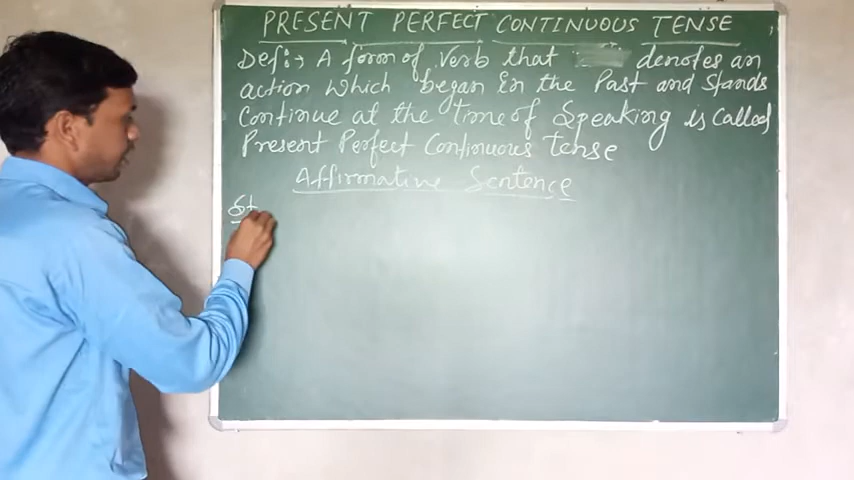 PRESENT PERFECT CONTINUOUS TENSE
Def:→ A form of verb that denotes an
action which began in the Past and stands
Continue at the time of Speaking is called
Present Perfect Continuous tense
Affirmative Sentence
St